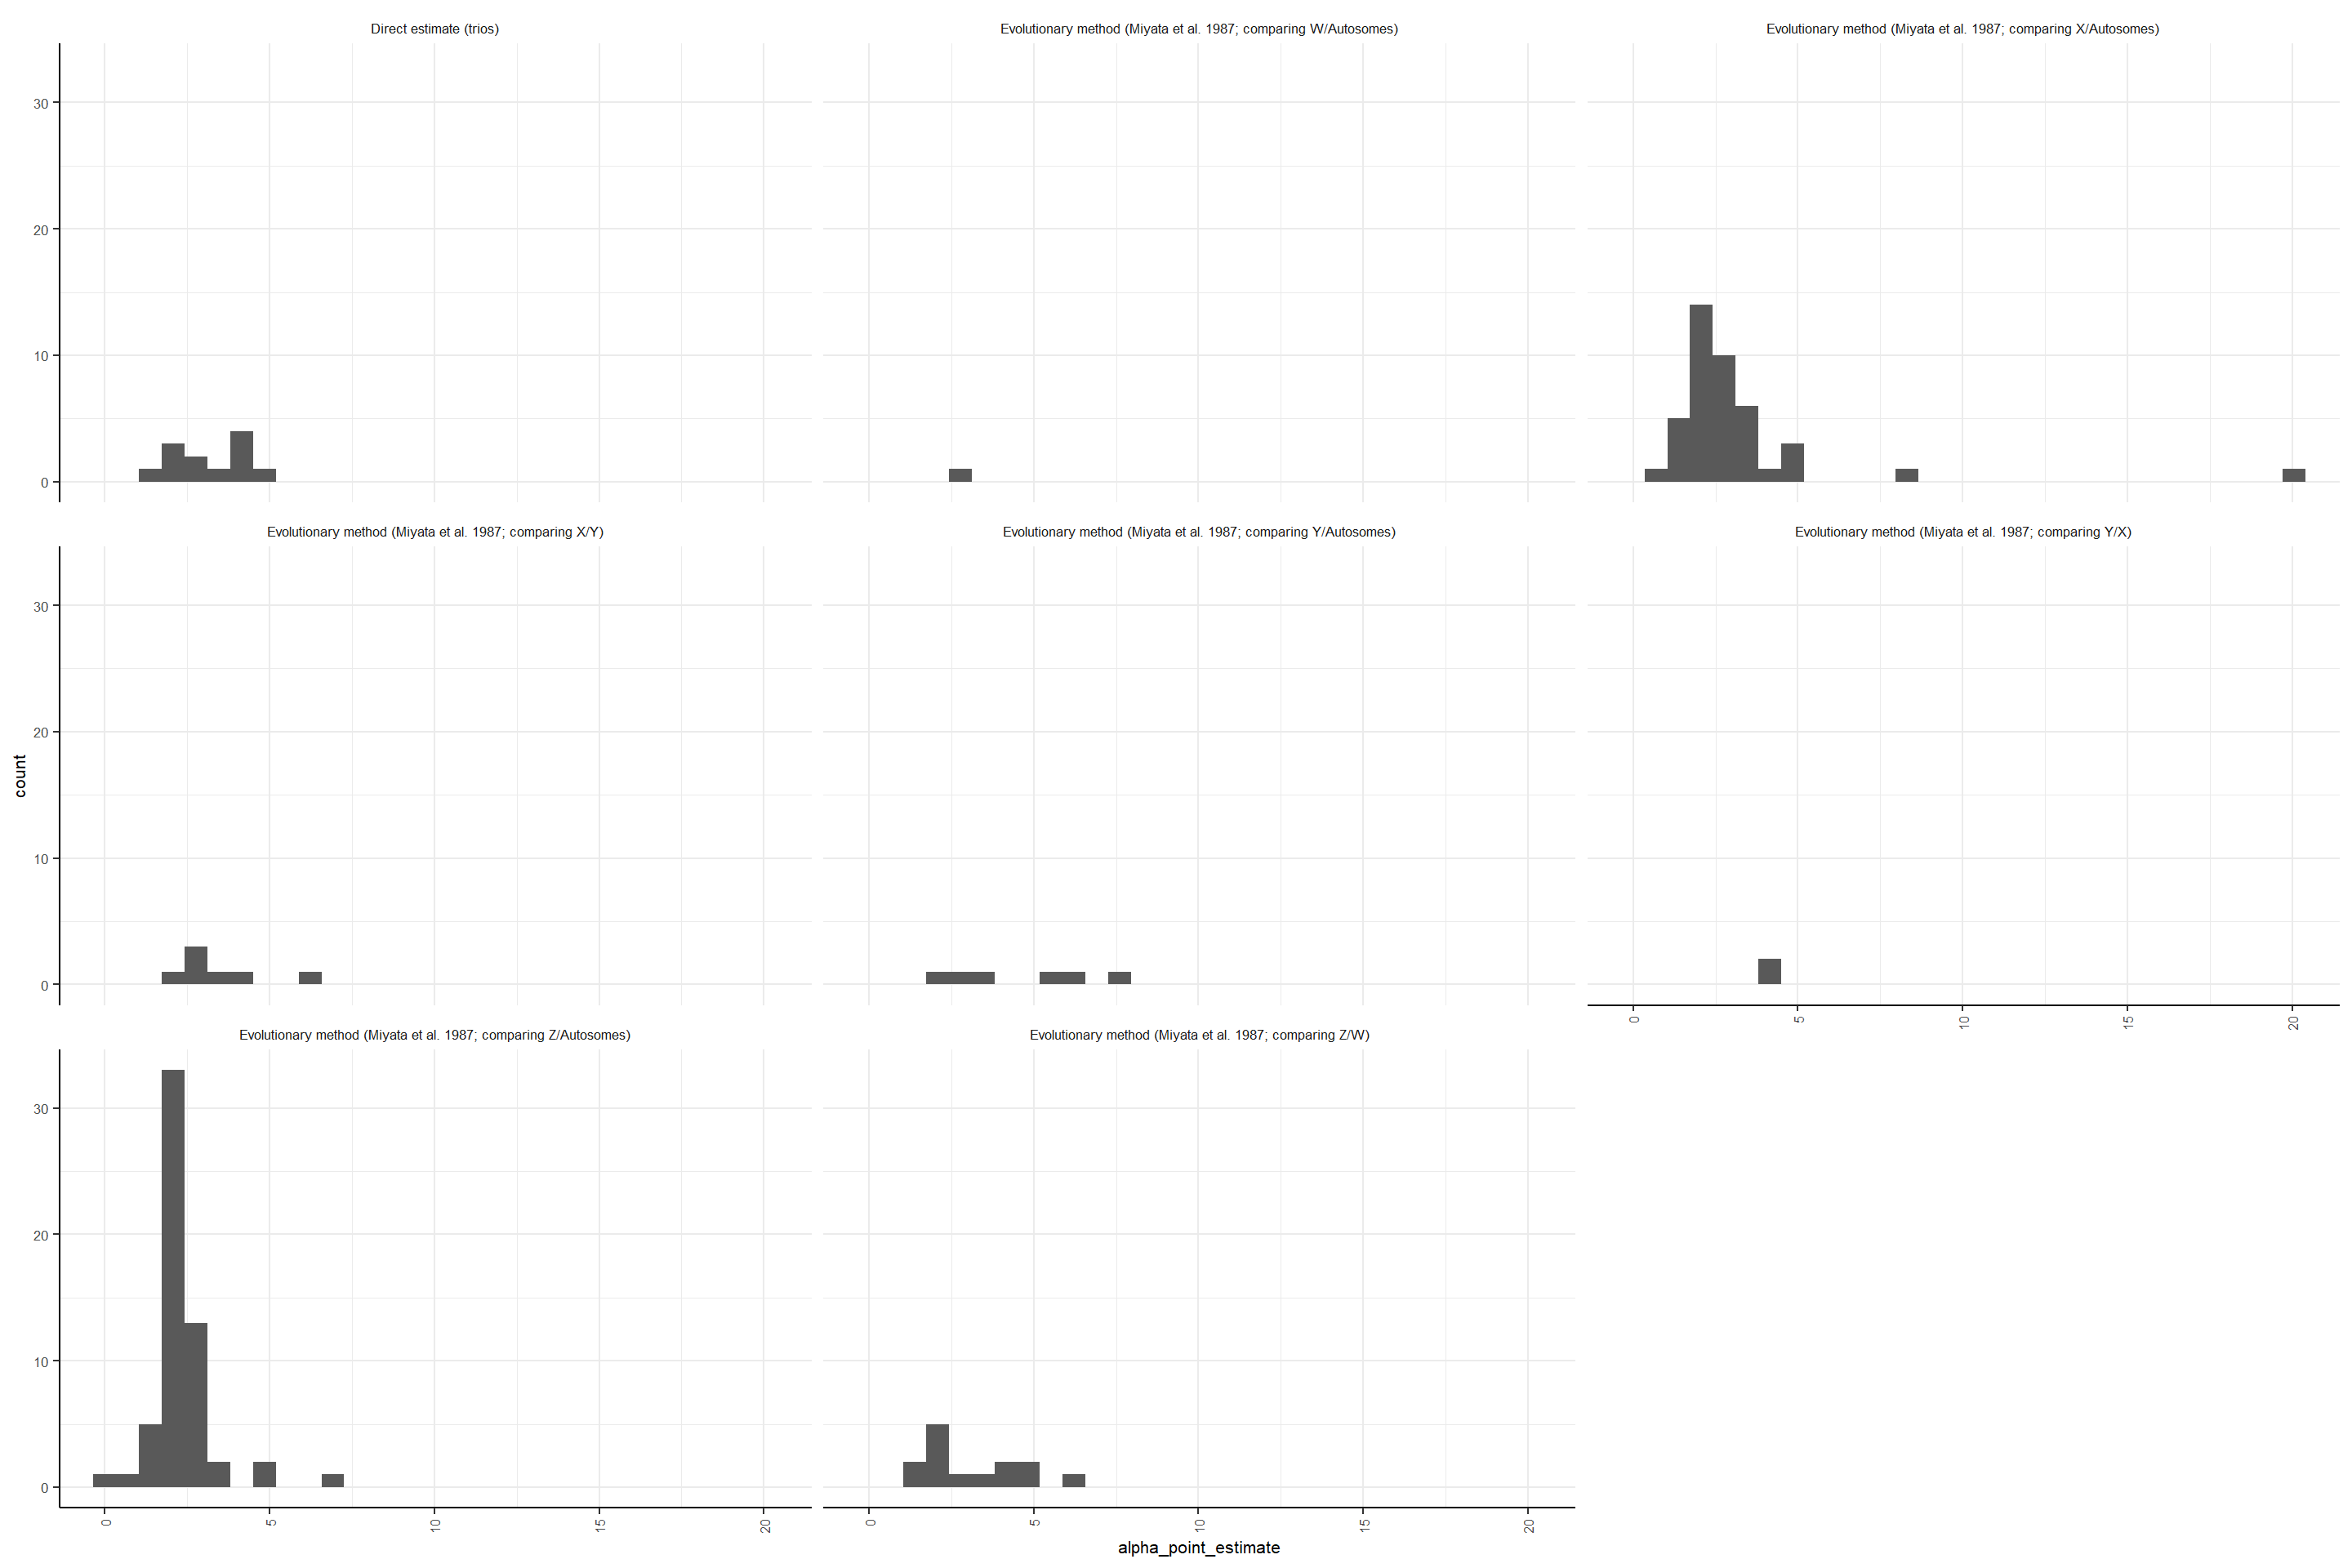 Direct estimate (trios)
Evolutionary method (Miyata et al. 1987; comparing W/Autosomes)
Evolutionary method (Miyata et al. 1987; comparing X/Autosomes)
30
20
10
0
Evolutionary method (Miyata et al. 1987; comparing X/Y)
Evolutionary method (Miyata et al. 1987; comparing Y/Autosomes)
Evolutionary method (Miyata et al. 1987; comparing Y/X)
30
20
10
0
0
5
10
15
20
count
Evolutionary method (Miyata et al. 1987; comparing Z/Autosomes)
Evolutionary method (Miyata et al. 1987; comparing Z/W)
30
20
10
0
0
5
10
15
20
0
5
10
15
20
alpha_point_estimate